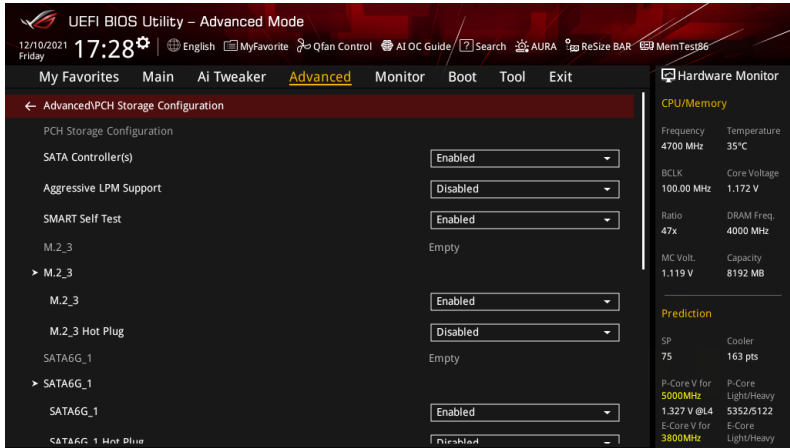 UEFI BIOS Utility – Advanced Mode
12/10/2021 Friday 17:28 English MyFavorite Qfan Control AI OC Guide ? Search AURA ReSize BAR MemTest86
My Favorites Main Ai Tweaker Advanced Monitor Boot Tool Exit Hardware Monitor
← Advanced\PCH Storage Configuration
PCH Storage Configuration
SATA Controller(s) Enabled
Aggressive LPM Support Disabled
SMART Self Test Enabled
M.2_3 Empty
> M.2_3
M.2_3 Enabled
M.2_3 Hot Plug Disabled
SATA6G_1 Empty
> SATA6G_1
SATA6G_1 Enabled
SATA6G_1 Hot Plug Disabled
CPU/Memory
Frequency Temperature
4700 MHz 35°C
BCLK Core Voltage
100.00 MHz 1.172 V
Ratio DRAM Freq.
47x 4000 MHz
MC Volt. Capacity
1.119 V 8192 MB
Prediction
SP Cooler
75 163 pts
P-Core V for P-Core
5000MHz Light/Heavy
1.327 V @L4 5352/5122
E-Core V for E-Core
3800MHz Light/Heavy